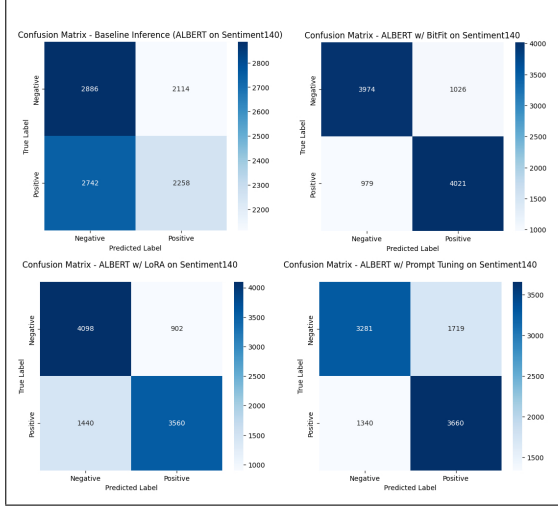 Confusion Matrix - Baseline Inference (ALBERT on Sentiment140)
Negative
2886
2114
2800
2700
2600
2500
2400
2300
2200
True Label
Positive
2742
2258
Negative
Positive
Predicted Label
Confusion Matrix - ALBERT w/ BitFit on Sentiment140
Negative
3974
1026
4000
3500
3000
2500
2000
1500
1000
True Label
Positive
979
4021
Negative
Positive
Predicted Label
Confusion Matrix - ALBERT w/ LoRA on Sentiment140
Negative
4098
902
4000
3500
3000
2500
2000
1500
1000
True Label
Positive
1440
3560
Negative
Positive
Predicted Label
Confusion Matrix - ALBERT w/ Prompt Tuning on Sentiment140
Negative
3281
1719
3500
3000
2500
2000
1500
True Label
Positive
1340
3660
Negative
Positive
Predicted Label